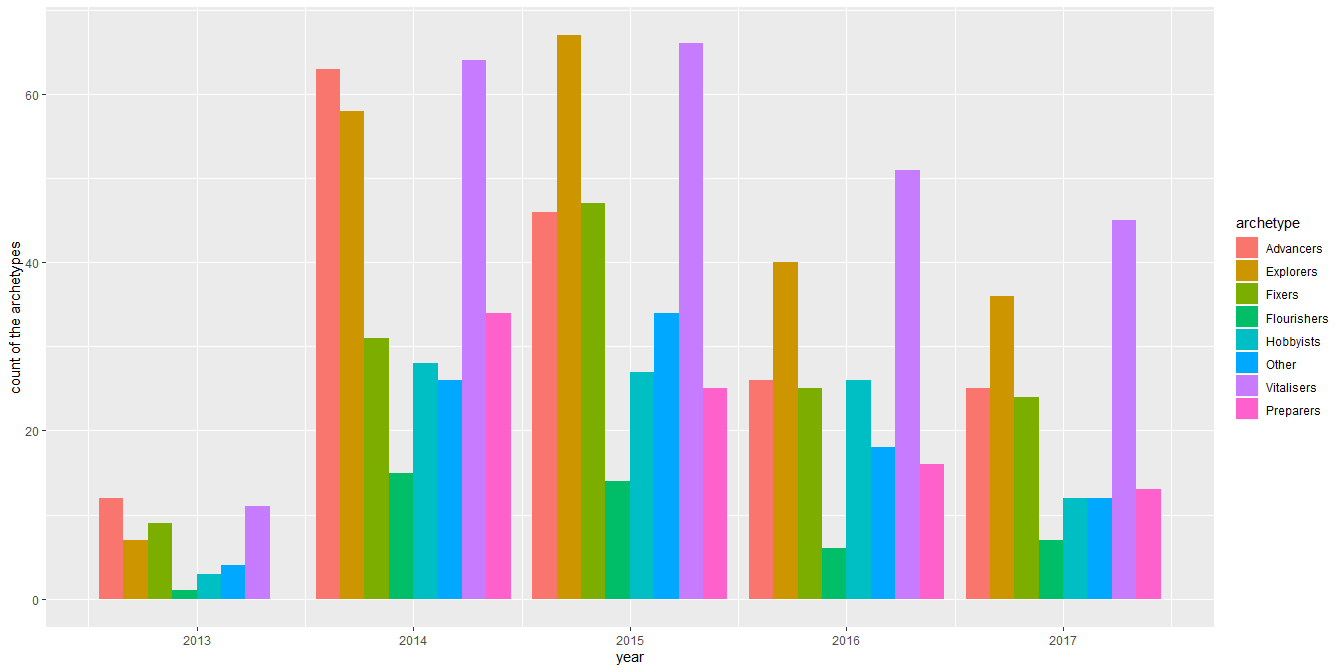 count of the archetypes
60
40
20
0
2013
2014
2015
2016
2017
year
archetype
Advancers
Explorers
Fixers
Flourishers
Hobbyists
Other
Vitalisers
Preparers